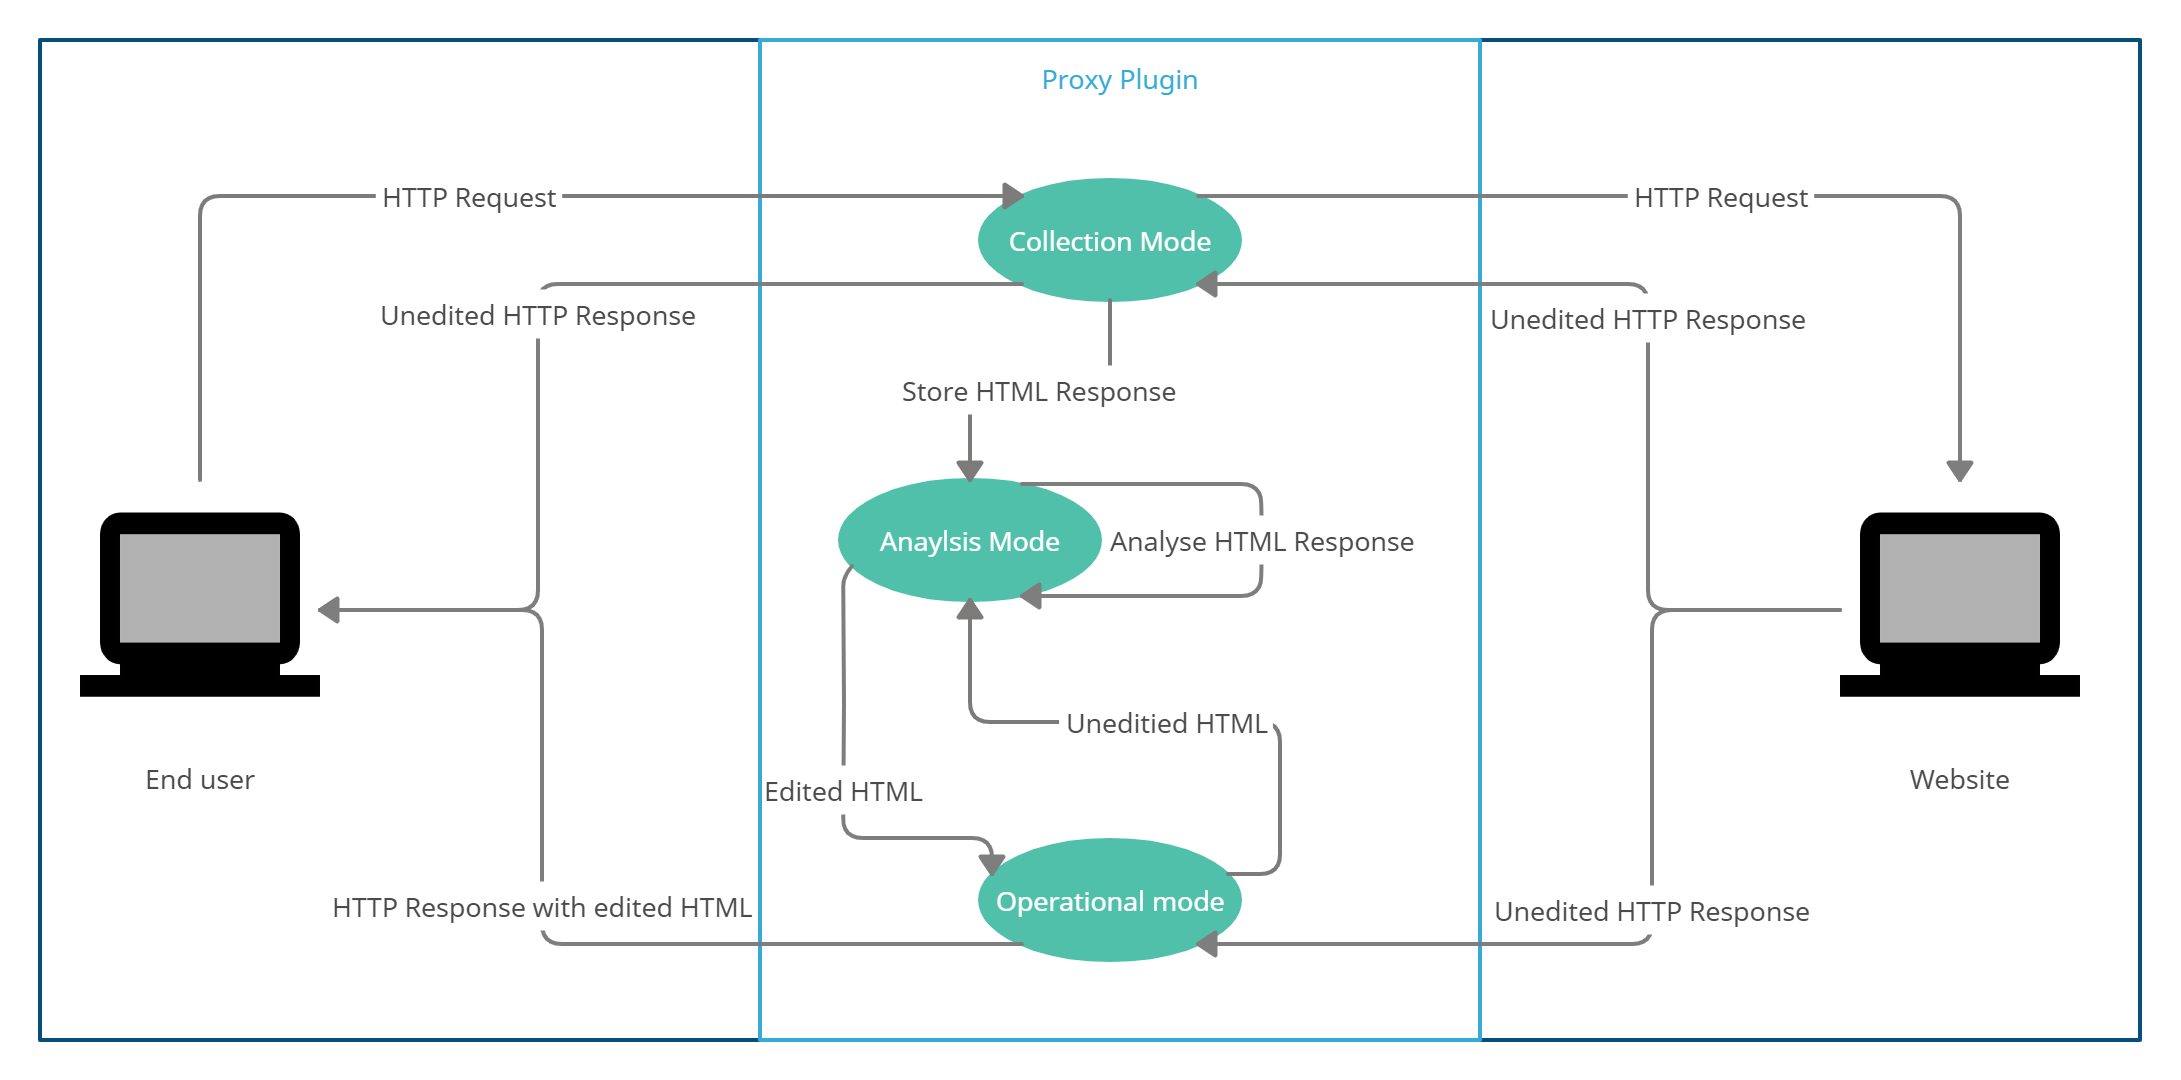 Proxy Plugin
HTTP Request
HTTP Request
Collection Mode
Unedited HTTP Response
Unedited HTTP Response
Store HTML Response
Anaylsis Mode
Analyse HTML Response
Uneditied HTML
End user
Website
Edited HTML
Operational mode
HTTP Response with edited HTML
Unedited HTTP Response